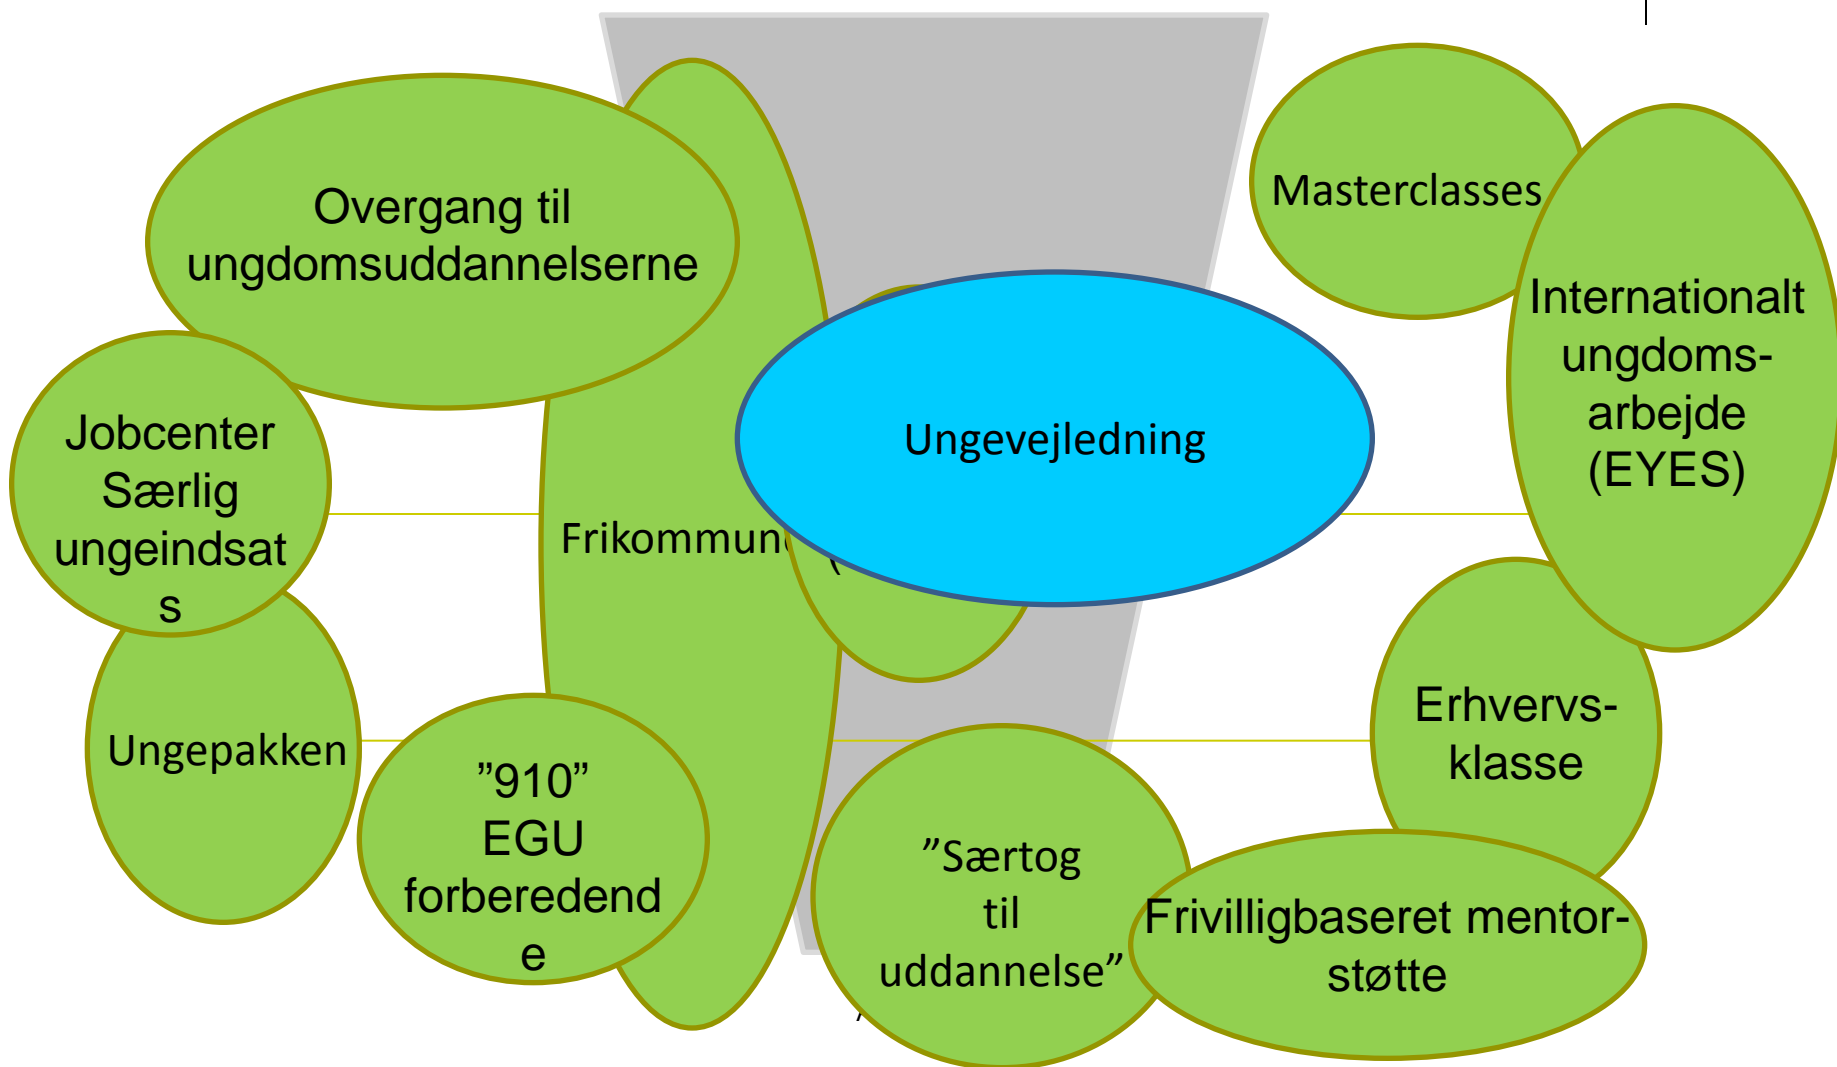 Overgang til
ungdomsuddannelserne
Masterclasses
Internationalt
ungdoms-
arbejde
(EYES)
Jobcenter
Særlig
ungeindsat
s
Ungevejledning
(
Ungepakken
”910”
EGU
forberedend
e
”Særtog
til
uddannelse”
Erhvervs-
klasse
Frivilligbaseret mentor-
støtte